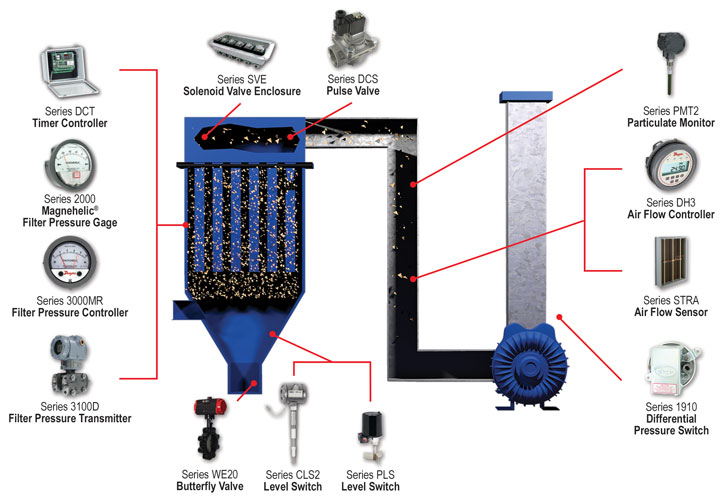 Series SVE
Solenoid Valve Enclosure
Series DCS
Pulse Valve
Series DCT
Timer Controller
Series 2000
Magnehelic®
Filter Pressure Gage
Series 3000MR
Filter Pressure Controller
Series 3100D
Filter Pressure Transmitter
Series WE20
Butterfly Valve
Series CLS2
Level Switch
Series PLS
Level Switch
Series PMT2
Particulate Monitor
Series DH3
Air Flow Controller
Series STRA
Air Flow Sensor
Series 1910
Differential
Pressure Switch